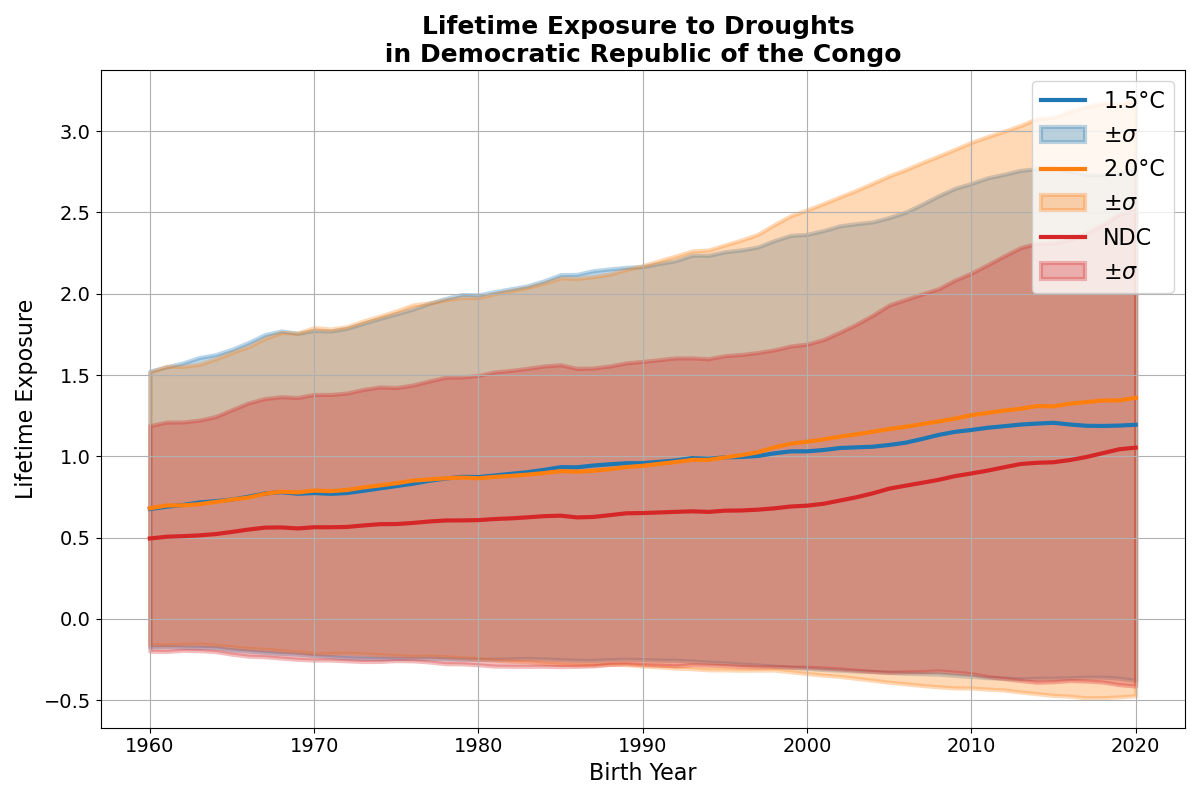 Lifetime Exposure to Droughts
in Democratic Republic of the Congo
Lifetime Exposure
3.0
2.5
2.0
1.5
1.0
0.5
0.0
−0.5
1960
1970
1980
1990
2000
2010
2020
Birth Year
1.5°C
±σ
2.0°C
±σ
NDC
±σ